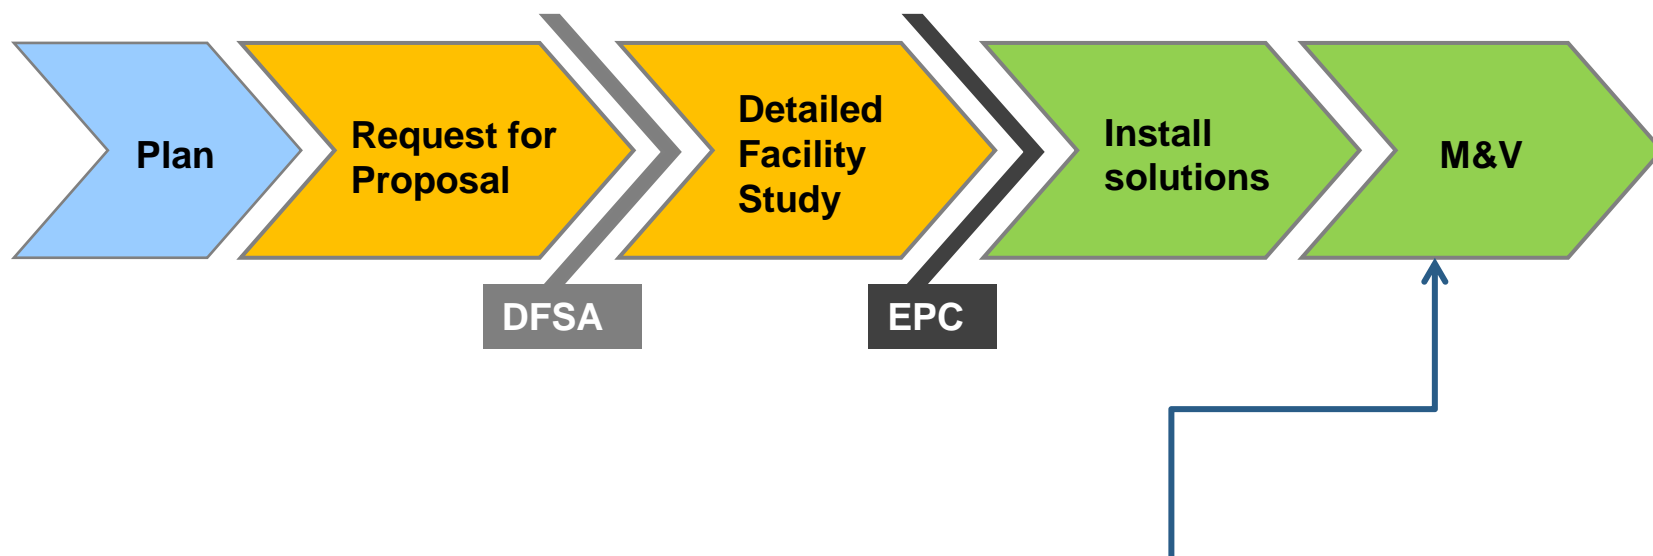 Plan
Request for
Proposal
Detailed
Facility
Study
Install
solutions
M&V
DFSA
EPC